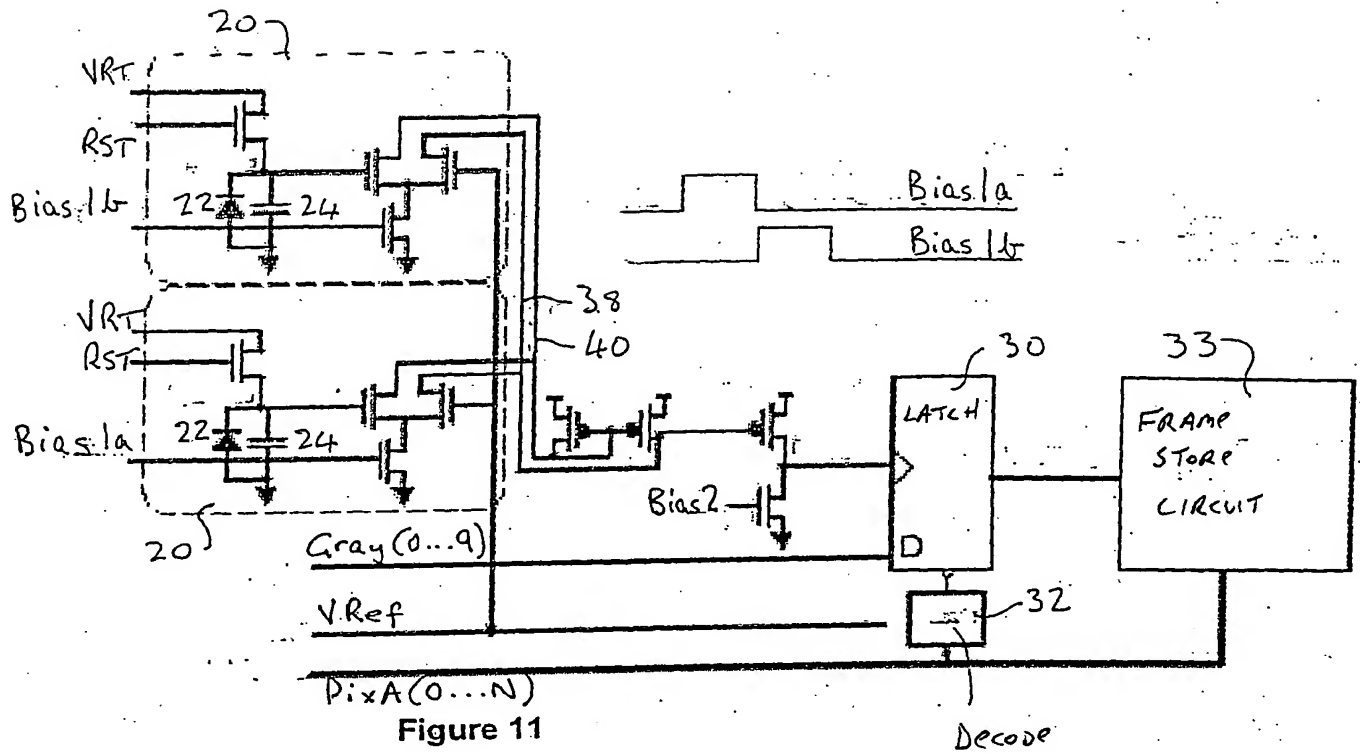 20
VRT
RST
Bias 1b
22
24
Bias 1a
Bias 1b
VRT
RST
38
40
Bias 1a
22
24
20
30
LATCH
D
33
FRAME
STORE
CIRCUIT
Bias2
Gray(0...9)
V.Ref
32
PixA(0...N)
Figure 11
Decode